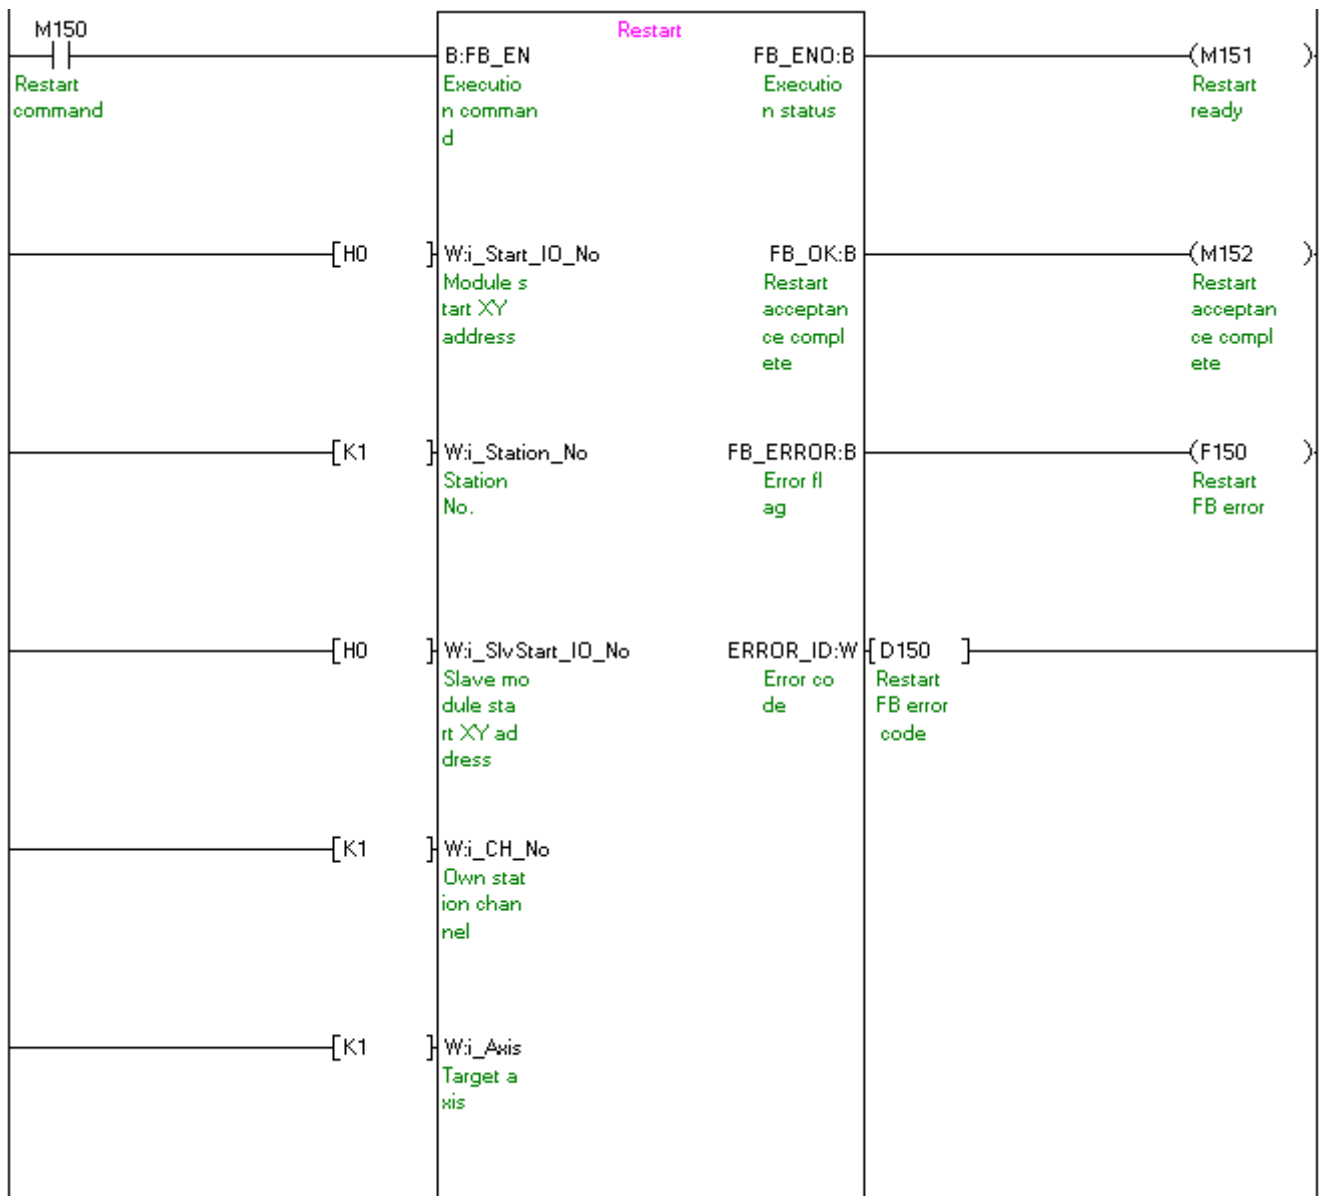 M150
Restart
B:FB_EN
FB_ENO:B
(M151 )
Restart
command
Executio
n comman
d
Executio
n status
Restart
ready
[H0 ]
W:i_Start_IO_No
FB_OK:B
(M152 )
Module s
tart XY
address
Restart
acceptan
ce compl
ete
Restart
acceptan
ce compl
ete
[K1 ]
W:i_Station_No
FB_ERROR:B
(F150 )
Station
No.
Error fl
ag
Restart
FB error
[H0 ]
W:i_SlvStart_IO_No
ERROR_ID:W
[D150 ]
Slave mo
dule sta
rt XY ad
dress
Error co
de
Restart
FB error
code
[K1 ]
W:i_CH_No
Own stat
ion chan
nel
[K1 ]
W:i_Axis
Target a
xis